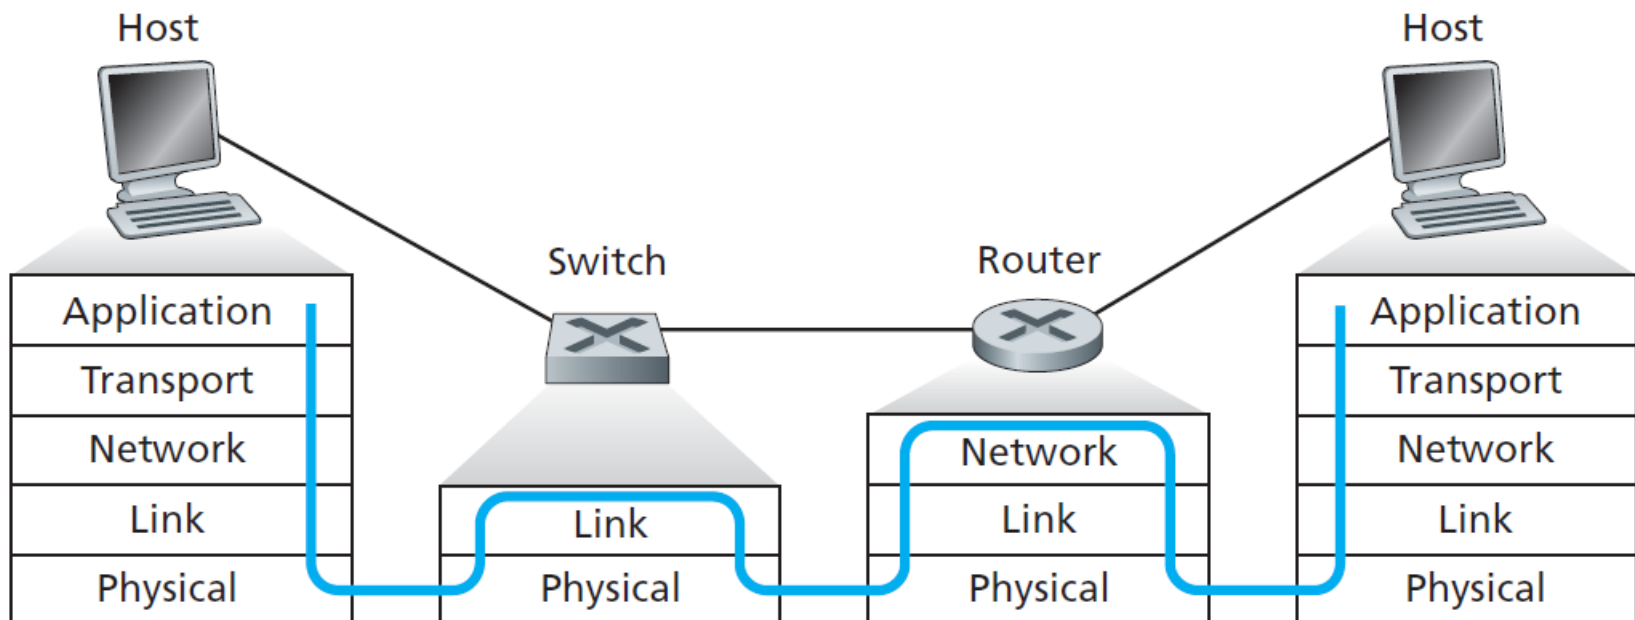 Host
Host
Switch
Router
Application
Transport
Network
Link
Physical
Link
Physical
Network
Link
Physical
Application
Transport
Network
Link
Physical